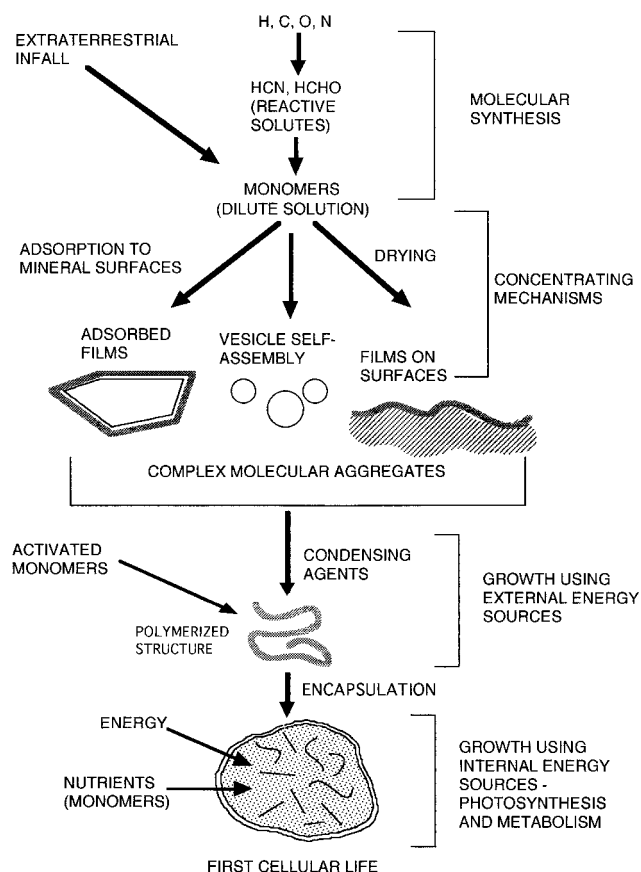 H, C, O, N
EXTRATERRESTRIAL
INFALL
HCN, HCHO
(REACTIVE
SOLUTES)
MOLECULAR
SYNTHESIS
MONOMERS
(DILUTE SOLUTION)
ADSORPTION TO
MINERAL SURFACES
DRYING
CONCENTRATING
MECHANISMS
ADSORBED
FILMS
VESICLE SELF-
ASSEMBLY
FILMS ON
SURFACES
COMPLEX MOLECULAR AGGREGATES
ACTIVATED
MONOMERS
CONDENSING
AGENTS
GROWTH USING
EXTERNAL ENERGY
SOURCES
POLYMERIZED
STRUCTURE
ENCAPSULATION
ENERGY
NUTRIENTS
(MONOMERS)
GROWTH USING
INTERNAL ENERGY
SOURCES -
PHOTOSYNTHESIS
AND METABOLISM
FIRST CELLULAR LIFE